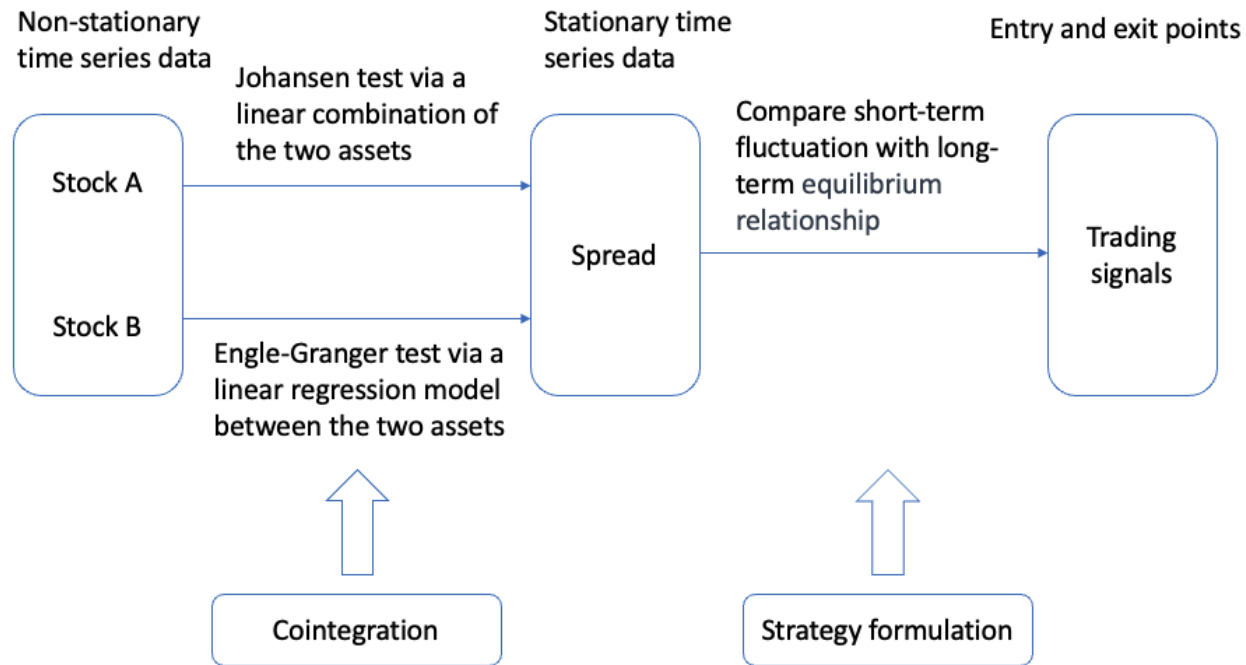 Non-stationary
time series data
Johansen test via a
linear combination of
the two assets
Stock A
Stock B
Engle-Granger test via a
linear regression model
between the two assets
Stationary time
series data
Spread
Compare short-term
fluctuation with long-
term equilibrium
relationship
Entry and exit points
Trading
signals
Cointegration
Strategy formulation